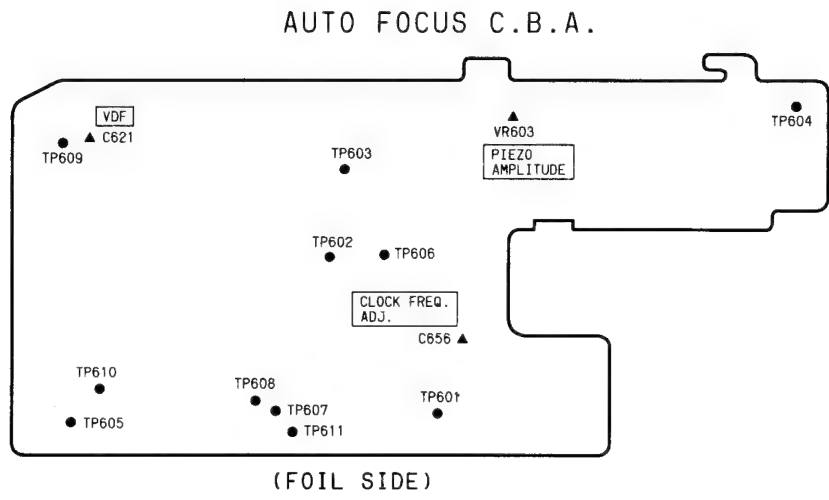 AUTO FOCUS C.B.A.
VDF
C621
TP609
TP603
VR603
PIEZO
AMPLITUDE
TP604
TP602
TP606
CLOCK FREQ.
ADJ.
C656
TP610
TP605
TP608
TP607
TP611
TP601
(FOIL SIDE)